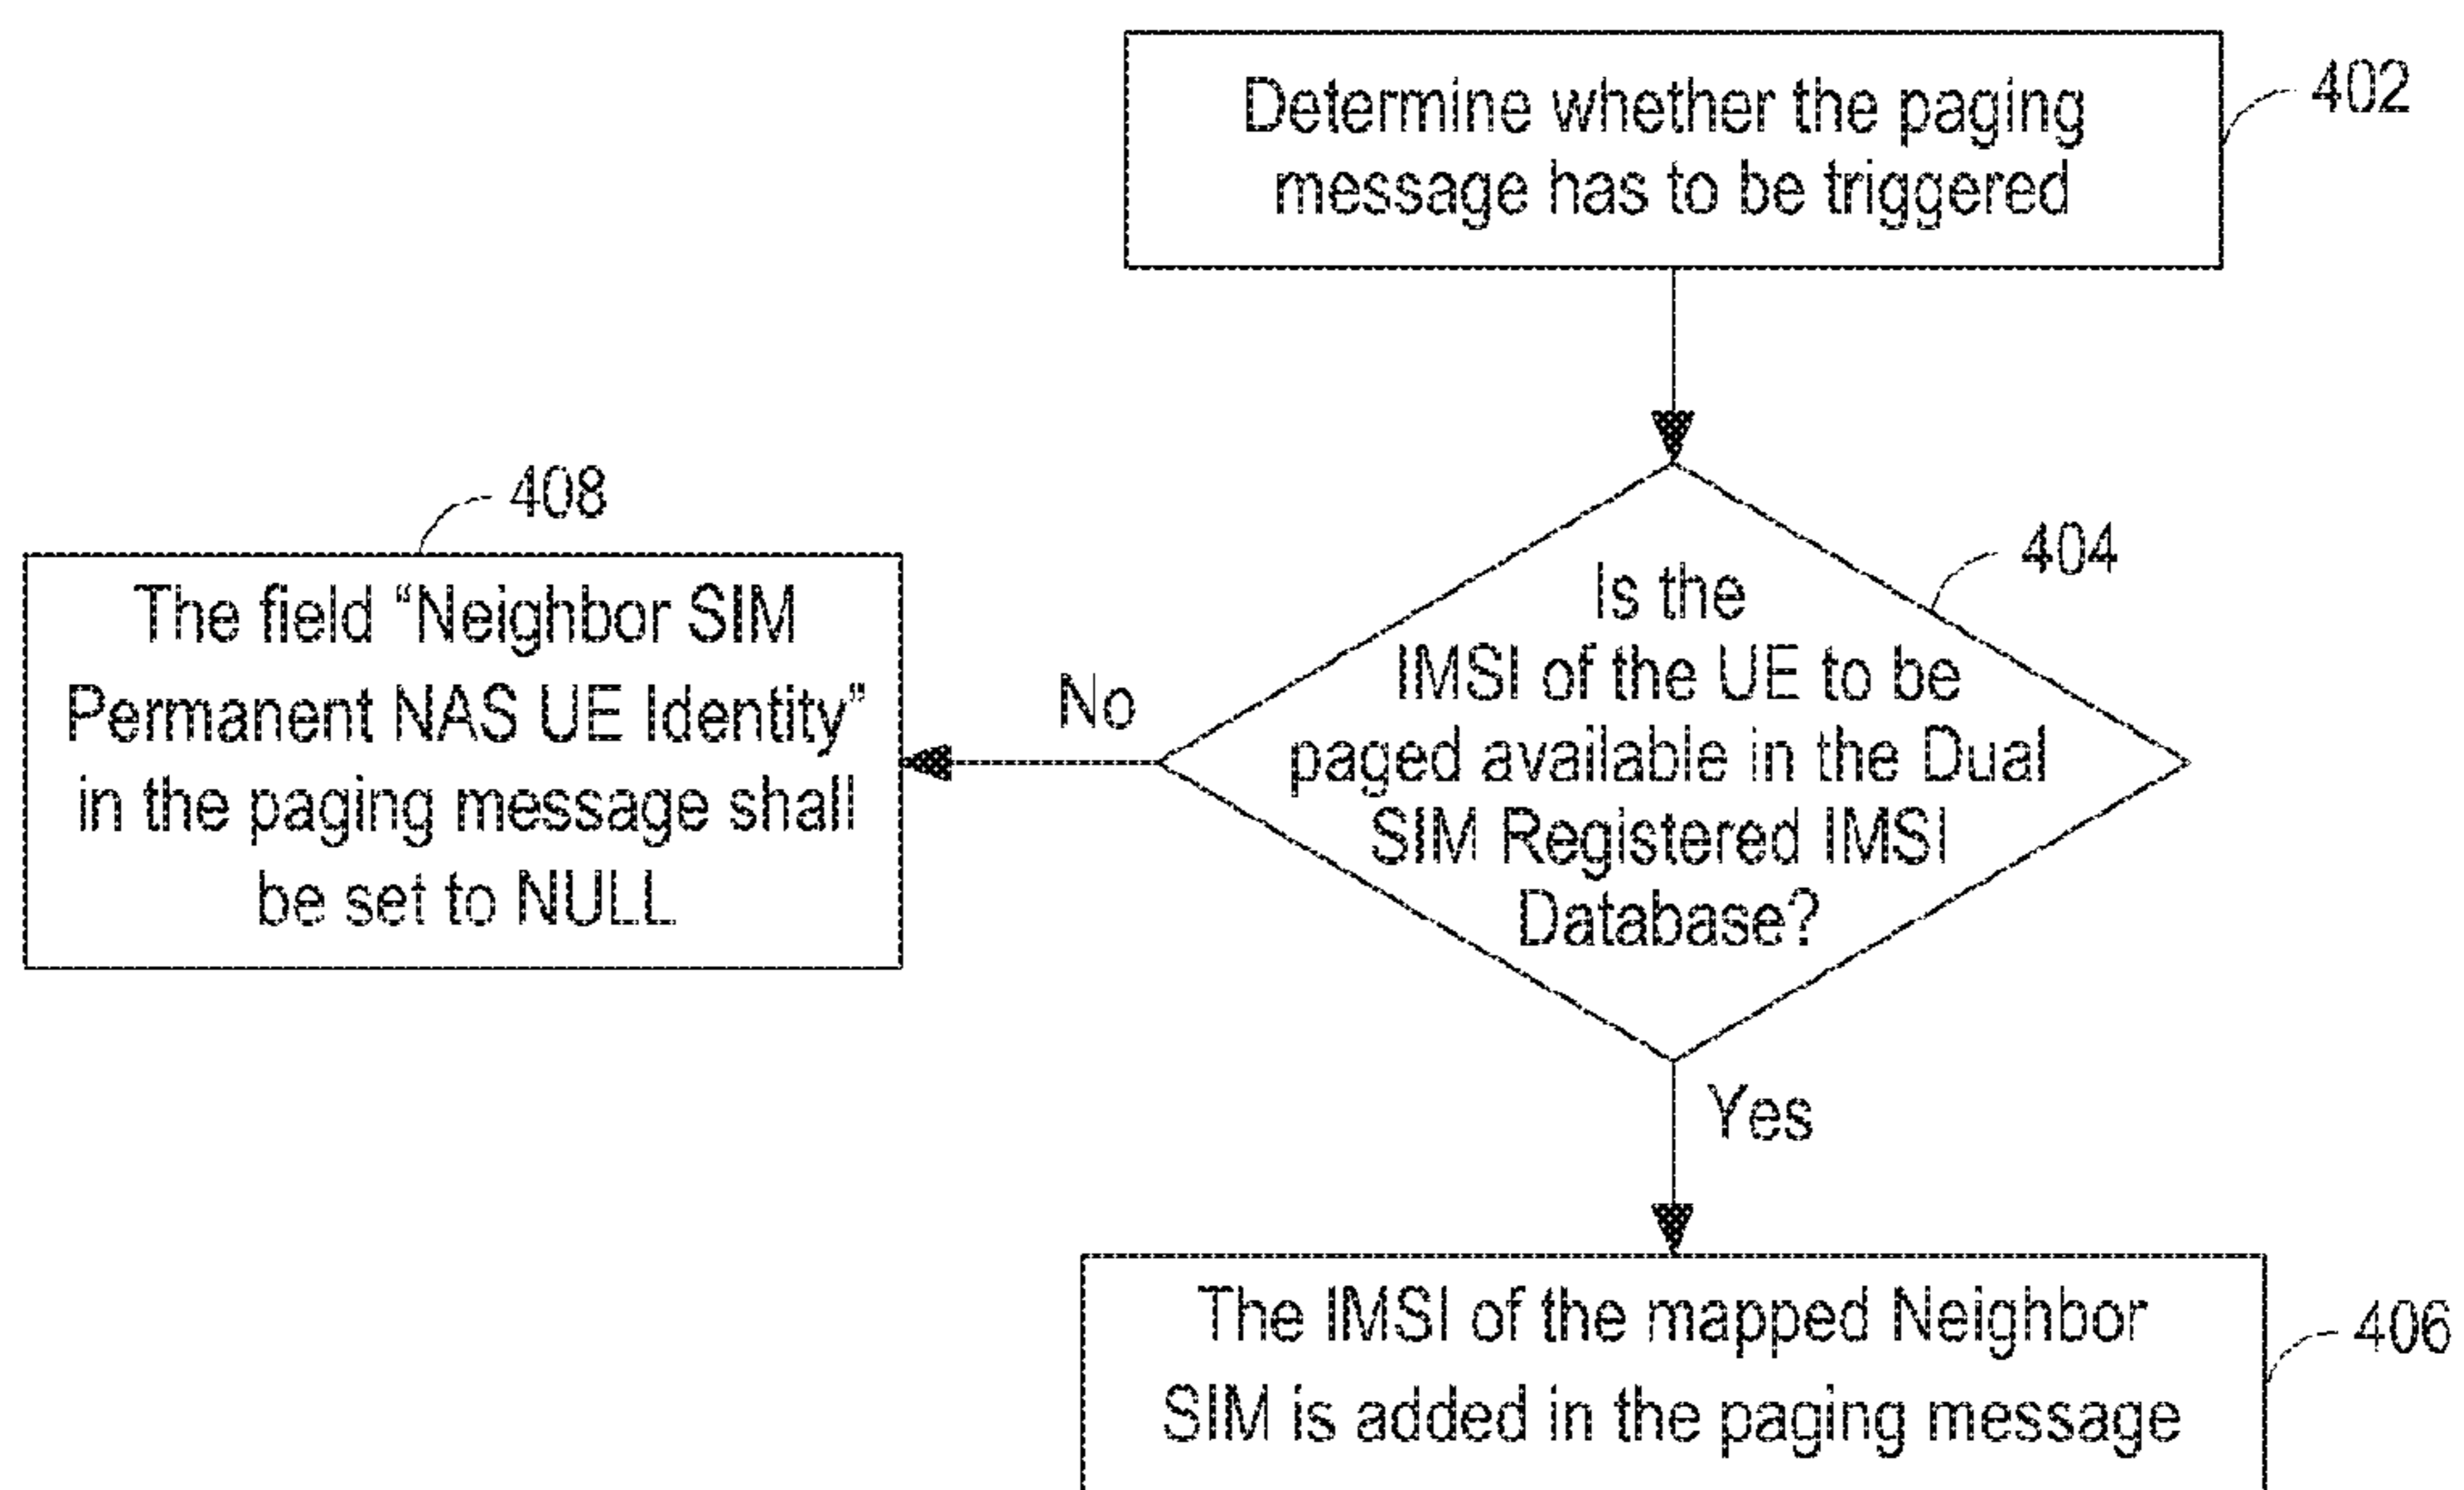 Determine whether the paging
message has to be triggered
402
408
The field “Neighbor SIM
Permanent NAS UE Identity”
in the paging message shall
be set to NULL
No
404
Is the
IMSI of the UE to be
paged available in the Dual
SIM Registered IMSI
Database?
Yes
The IMSI of the mapped Neighbor
SIM is added in the paging message
406